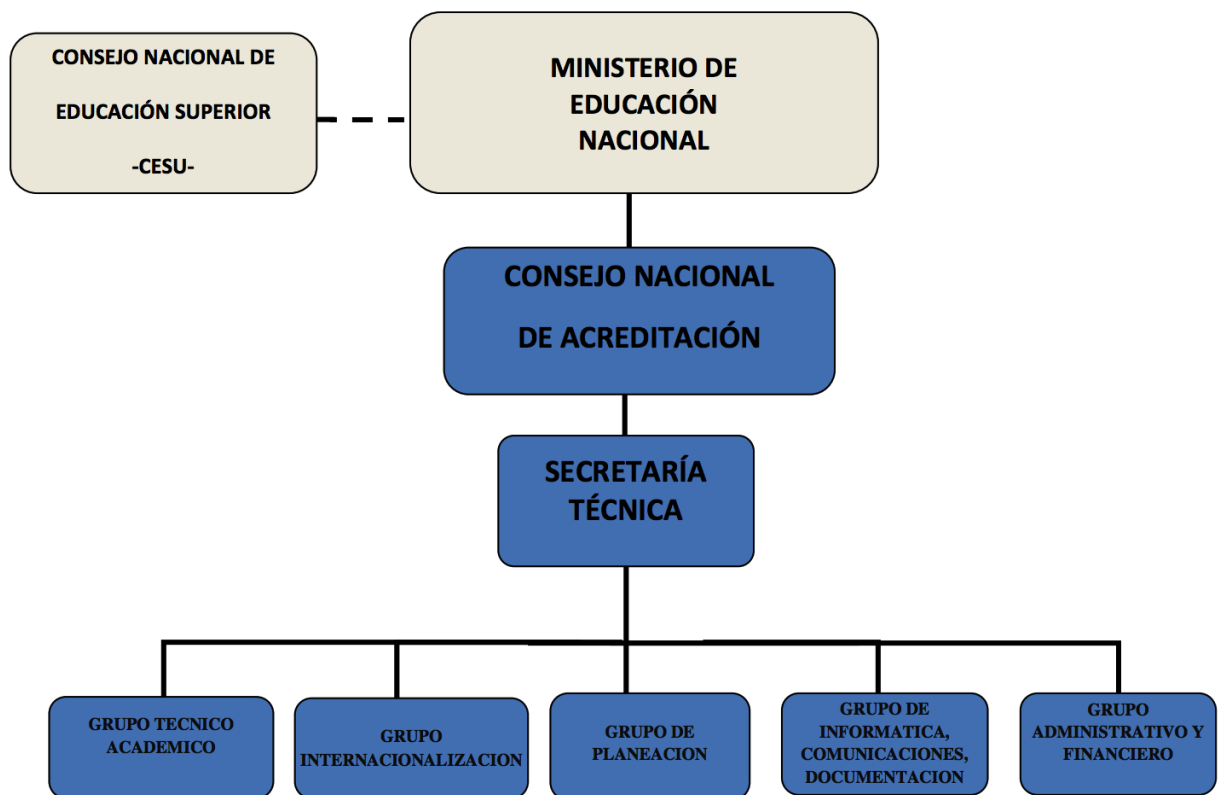 CONSEJO NACIONAL DE
EDUCACIÓN SUPERIOR
-CESU-
MINISTERIO DE
EDUCACIÓN
NACIONAL
CONSEJO NACIONAL
DE ACREDITACIÓN
SECRETARÍA
TÉCNICA
GRUPO TECNICO
ACADEMICO
GRUPO
INTERNACIONALIZACION
GRUPO DE
PLANEACION
GRUPO DE
INFORMATICA,
COMUNICACIONES,
DOCUMENTACION
GRUPO
ADMINISTRATIVO Y
FINANCIERO